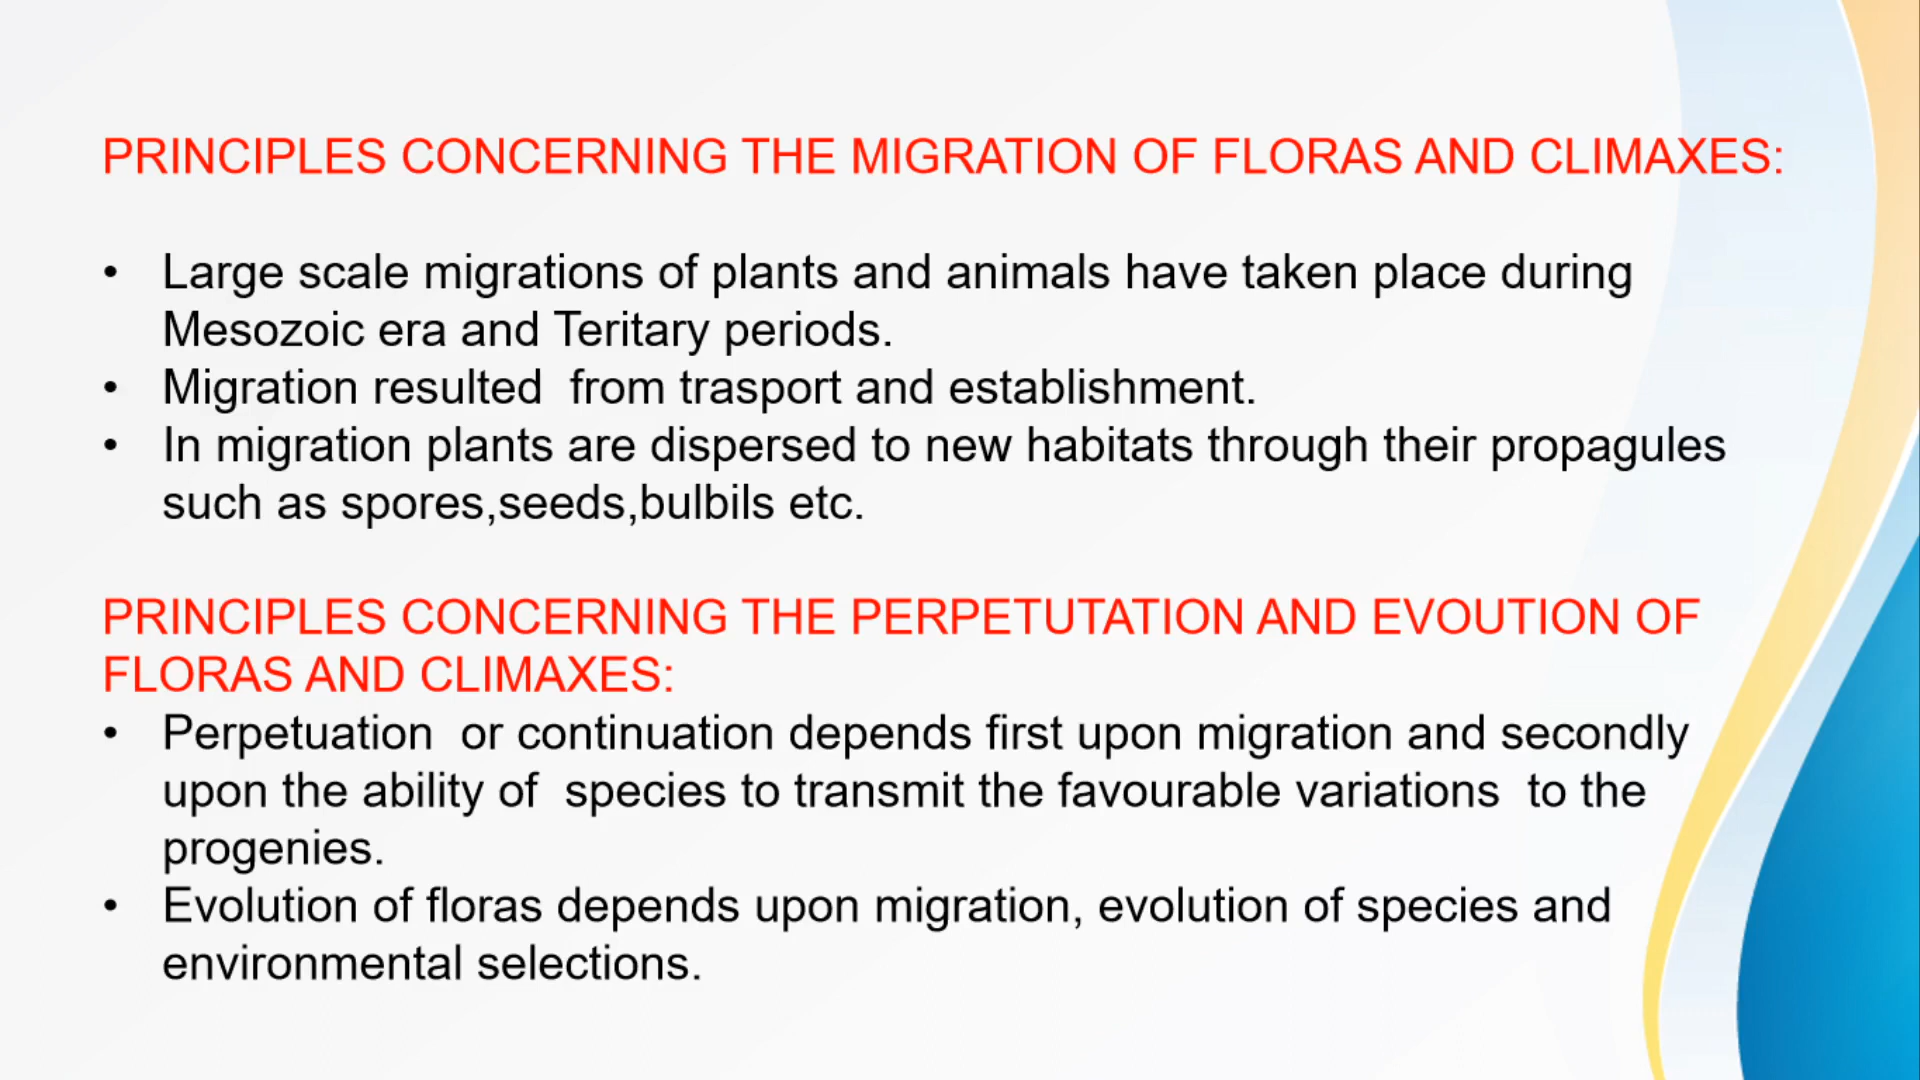 PRINCIPLES CONCERNING THE MIGRATION OF FLORAS AND CLIMAXES:
• Large scale migrations of plants and animals have taken place during
Mesozoic era and Teritary periods.
• Migration resulted  from trasport and establishment.
• In migration plants are dispersed to new habitats through their propagules
such as spores,seeds,bulbils etc.
PRINCIPLES CONCERNING THE PERPETUTATION AND EVOUTION OF
FLORAS AND CLIMAXES:
• Perpetuation  or continuation depends first upon migration and secondly
upon the ability of  species to transmit the favourable variations  to the
progenies.
• Evolution of floras depends upon migration, evolution of species and
environmental selections.